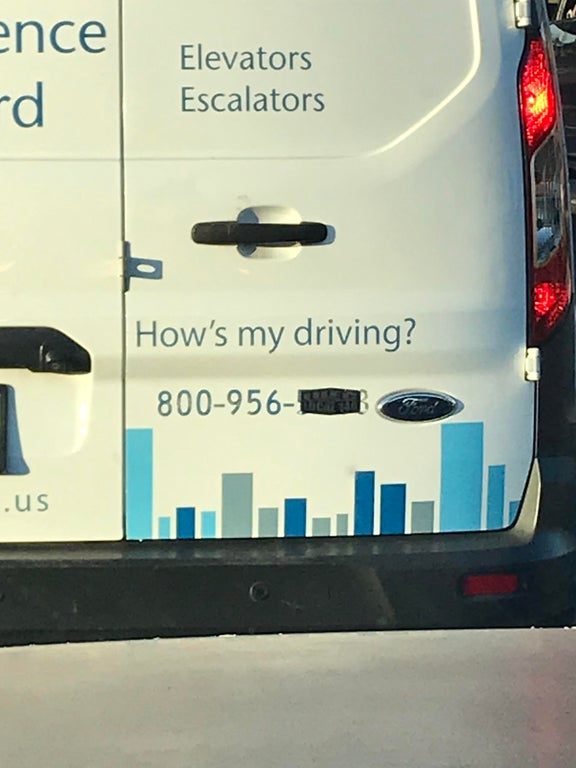 ence
rd
Elevators
Escalators
How's my driving?
800-956-
Ford
.us